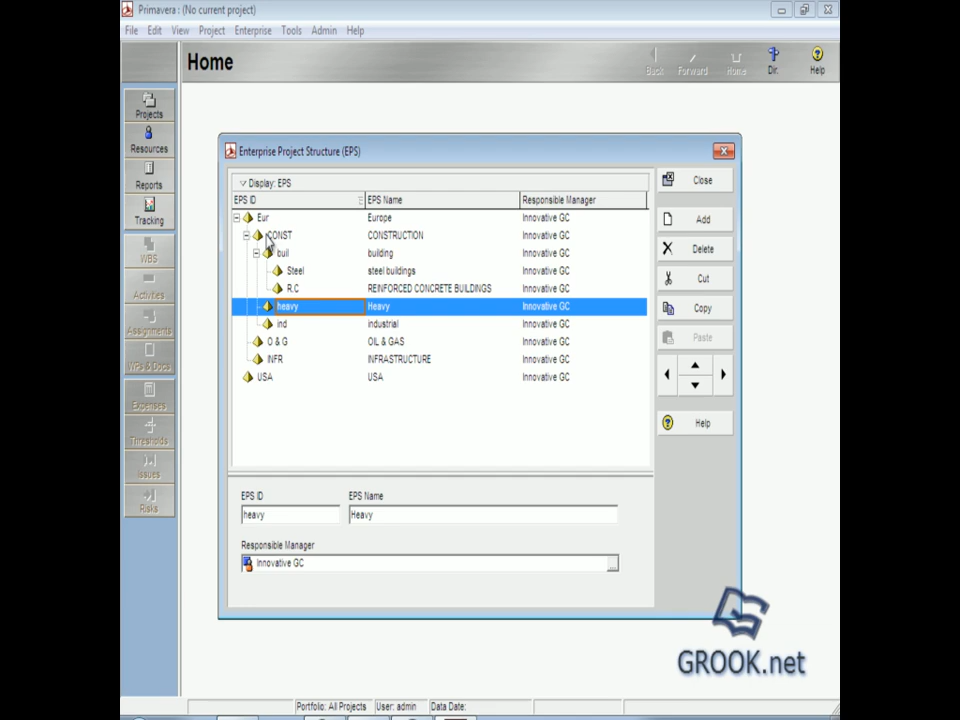 Primavera : (No current project)
File Edit View Project Enterprise Tools Admin Help
Home
Back Forward Home Dir. Help
Projects
Resources
Reports
Tracking
WBS
Activities
Assignments
WPs & Docs
Expenses
Thresholds
Issues
Risks
Enterprise Project Structure (EPS)
Display: EPS
EPS ID EPS Name Responsible Manager
Eur Europe Innovative GC
CONST CONSTRUCTION Innovative GC
buil building Innovative GC
Steel steel buildings Innovative GC
R.C REINFORCED CONCRETE BUILDINGS Innovative GC
heavy Heavy Innovative GC
ind industrial Innovative GC
O & G OIL & GAS Innovative GC
INFR INFRASTRUCTURE Innovative GC
USA USA Innovative GC
Close
Add
Delete
Cut
Copy
Paste
Help
EPS ID EPS Name
heavy Heavy
Responsible Manager
Innovative GC
...
GROOK.net
Portfolio: All Projects User: admin Data Date: